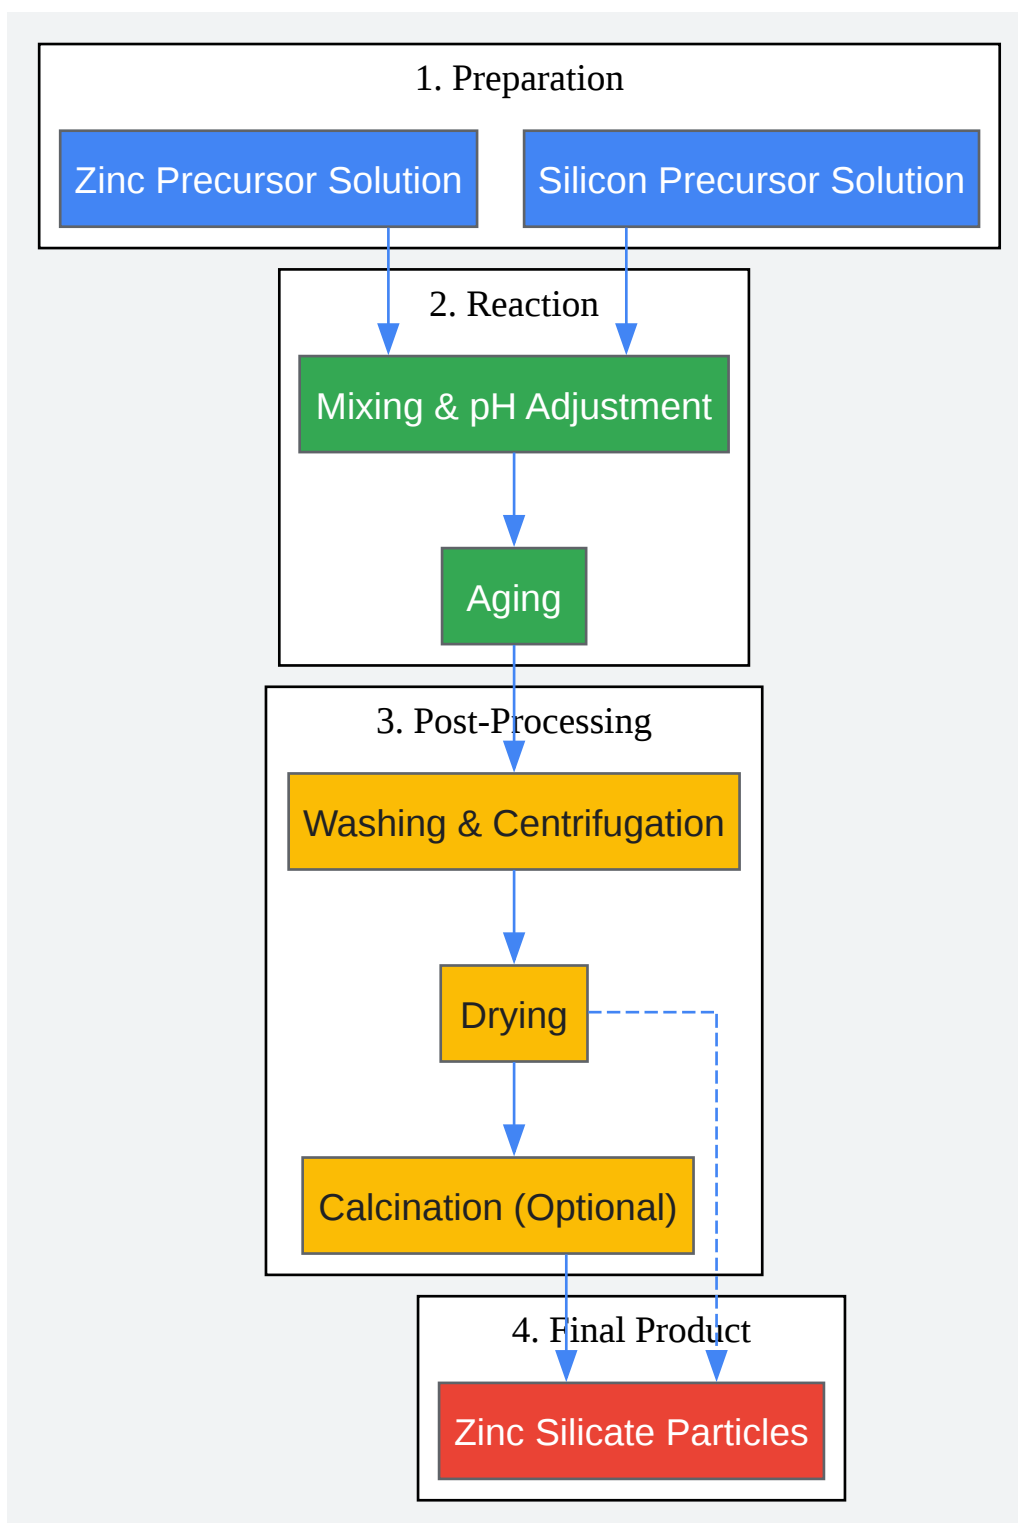 1. Preparation
Zinc Precursor Solution
Silicon Precursor Solution
2. Reaction
Mixing & pH Adjustment
Aging
3. Post-Processing
Washing & Centrifugation
Drying
Calcination (Optional)
4. Final Product
Zinc Silicate Particles